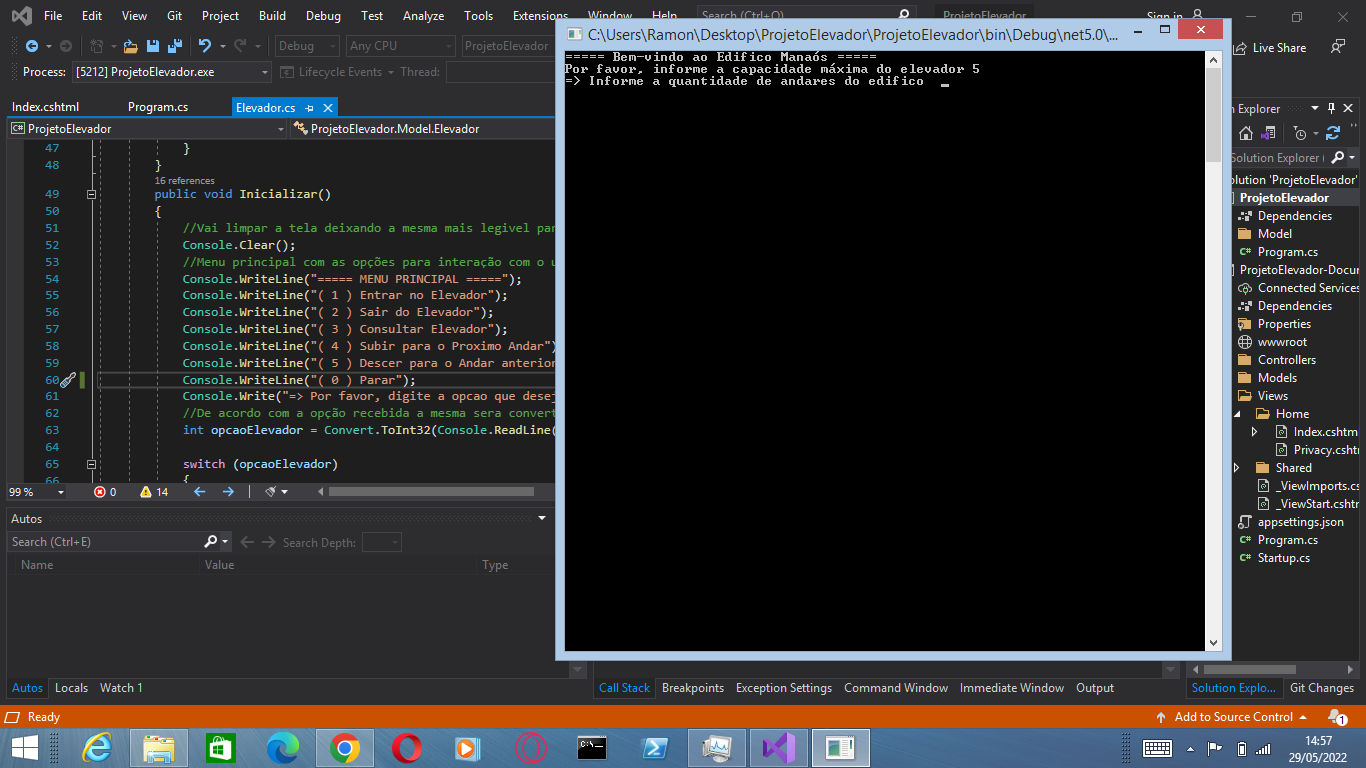 File Edit View Git Project Build Debug Test Analyze Tools Extensions Window Help Search (Ctrl+Q) ProjetoElevador Sign in
Debug Any CPU ProjetoElevador Live Share
Process: [5212] ProjetoElevador.exe Lifecycle Events Thread:
Index.cshtml Program.cs Elevador.cs
ProjetoElevador ProjetoElevador.Model.Elevador
47 }
48 }
16 references
49 public void Inicializar()
50 {
51 //Vai limpar a tela deixando a mesma mais legivel par
52 Console.Clear();
53 //Menu principal com as opções para interação com o u
54 Console.WriteLine("===== MENU PRINCIPAL =====");
55 Console.WriteLine("( 1 ) Entrar no Elevador");
56 Console.WriteLine("( 2 ) Sair do Elevador");
57 Console.WriteLine("( 3 ) Consultar Elevador");
58 Console.WriteLine("( 4 ) Subir para o Proximo Andar")
59 Console.WriteLine("( 5 ) Descer para o Andar anterior
60 Console.WriteLine("( 0 ) Parar");
61 Console.Write("=> Por favor, digite a opcao que desej
62 //De acordo com a opção recebida a mesma sera convert
63 int opcaoElevador = Convert.ToInt32(Console.ReadLine(
64
65 switch (opcaoElevador)
66 {
99 % 0 14
Autos
Search (Ctrl+E) Search Depth:
Name Value Type
Autos Locals Watch 1
C:\Users\Ramon\Desktop\ProjetoElevador\ProjetoElevador\bin\Debug\net5.0\...
===== Bem-vindo ao Edifico Manaós =====
Por favor, informe a capacidade máxima do elevador 5
=> Informe a quantidade de andares do edifico
Explorer
Solution Explorer (
olution 'ProjetoElevador'
ProjetoElevador
Dependencies
Model
Program.cs
ProjetoElevador-Docu
Connected Services
Dependencies
Properties
wwwroot
Controllers
Models
Views
Home
Index.cshtm
Privacy.cshtm
Shared
_ViewImports.cs
_ViewStart.cshtm
appsettings.json
Program.cs
Startup.cs
Call Stack Breakpoints Exception Settings Command Window Immediate Window Output
Solution Explo... Git Changes
Ready Add to Source Control 1
14:57
29/05/2022